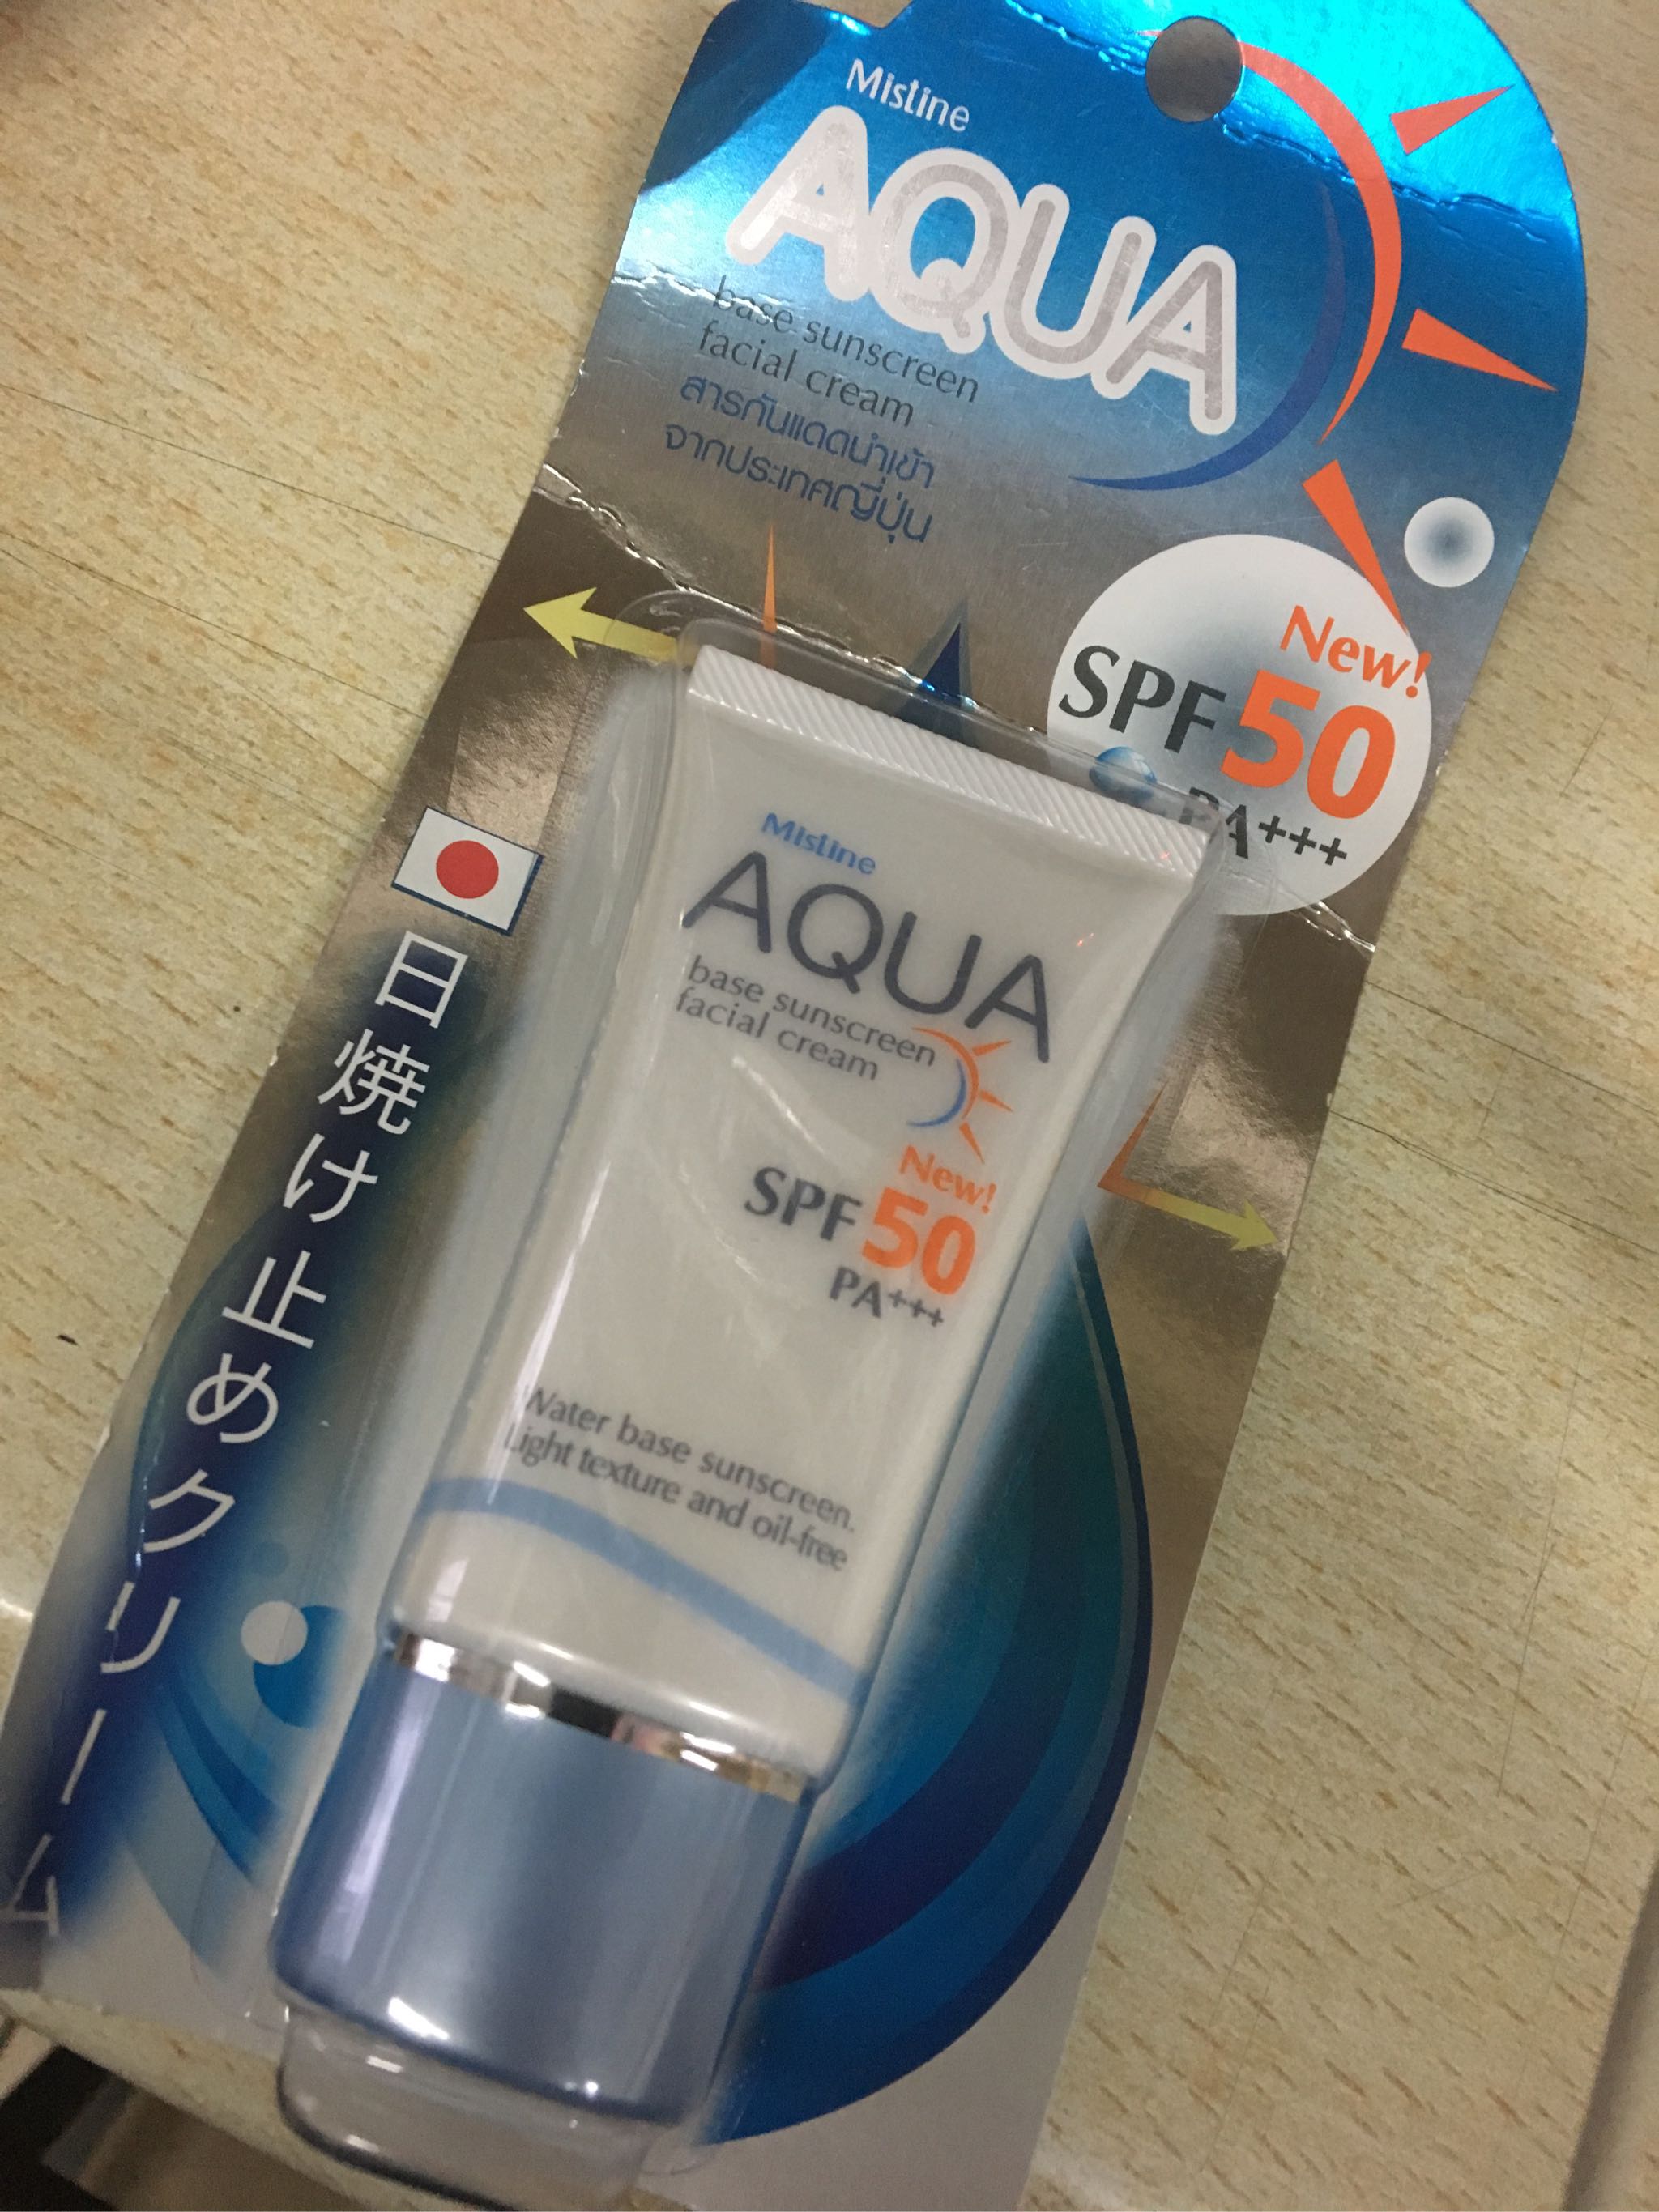 Mistine
AQUA
base sunscreen
facial cream
สารกันแดดนำเข้า
จากประเทศญี่ปุ่น
New!
SPF 50
PA+++
日焼け止めクリーム
Mistine
AQUA
base sunscreen
facial cream
New!
SPF 50
PA+++
Water base sunscreen.
Light texture and oil-free